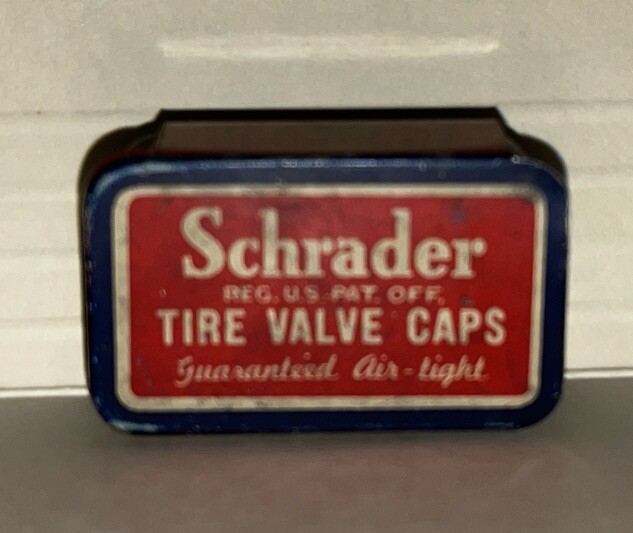 Schrader
REG. U.S. PAT. OFF.
TIRE VALVE CAPS
Guaranteed Air-tight